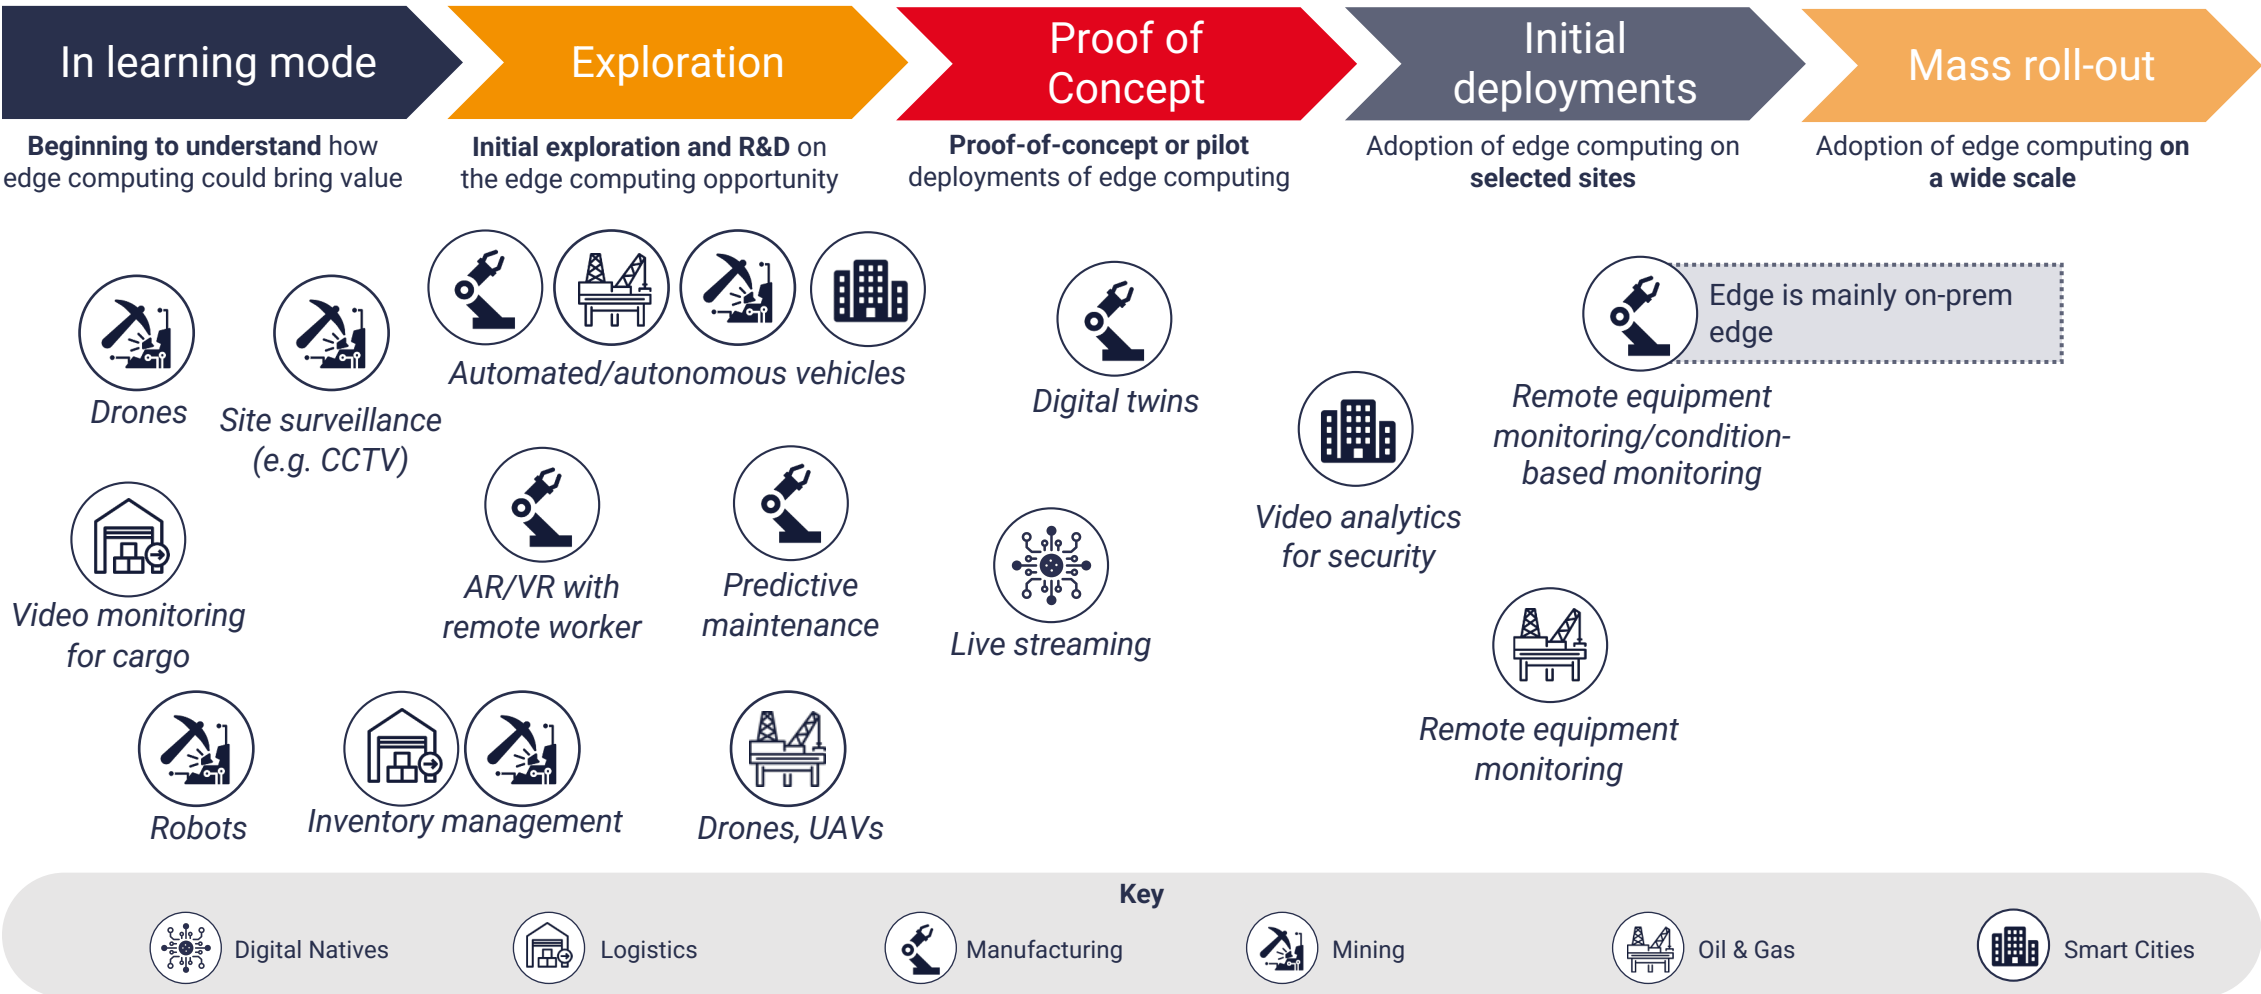 In learning mode
Exploration
Proof of
Concept
Initial
deployments
Mass roll-out
Beginning to understand how
edge computing could bring value
Initial exploration and R&D on
the edge computing opportunity
Proof-of-concept or pilot
deployments of edge computing
Adoption of edge computing on
selected sites
Adoption of edge computing on
a wide scale
Drones
Site surveillance
(e.g. CCTV)
Video monitoring
for cargo
Robots
Inventory management
Automated/autonomous vehicles
AR/VR with
remote worker
Predictive
maintenance
Drones, UAVs
Digital twins
Live streaming
Video analytics
for security
Edge is mainly on-prem
edge
Remote equipment
monitoring/condition-
based monitoring
Remote equipment
monitoring
Key
Digital Natives
Logistics
Manufacturing
Mining
Oil & Gas
Smart Cities